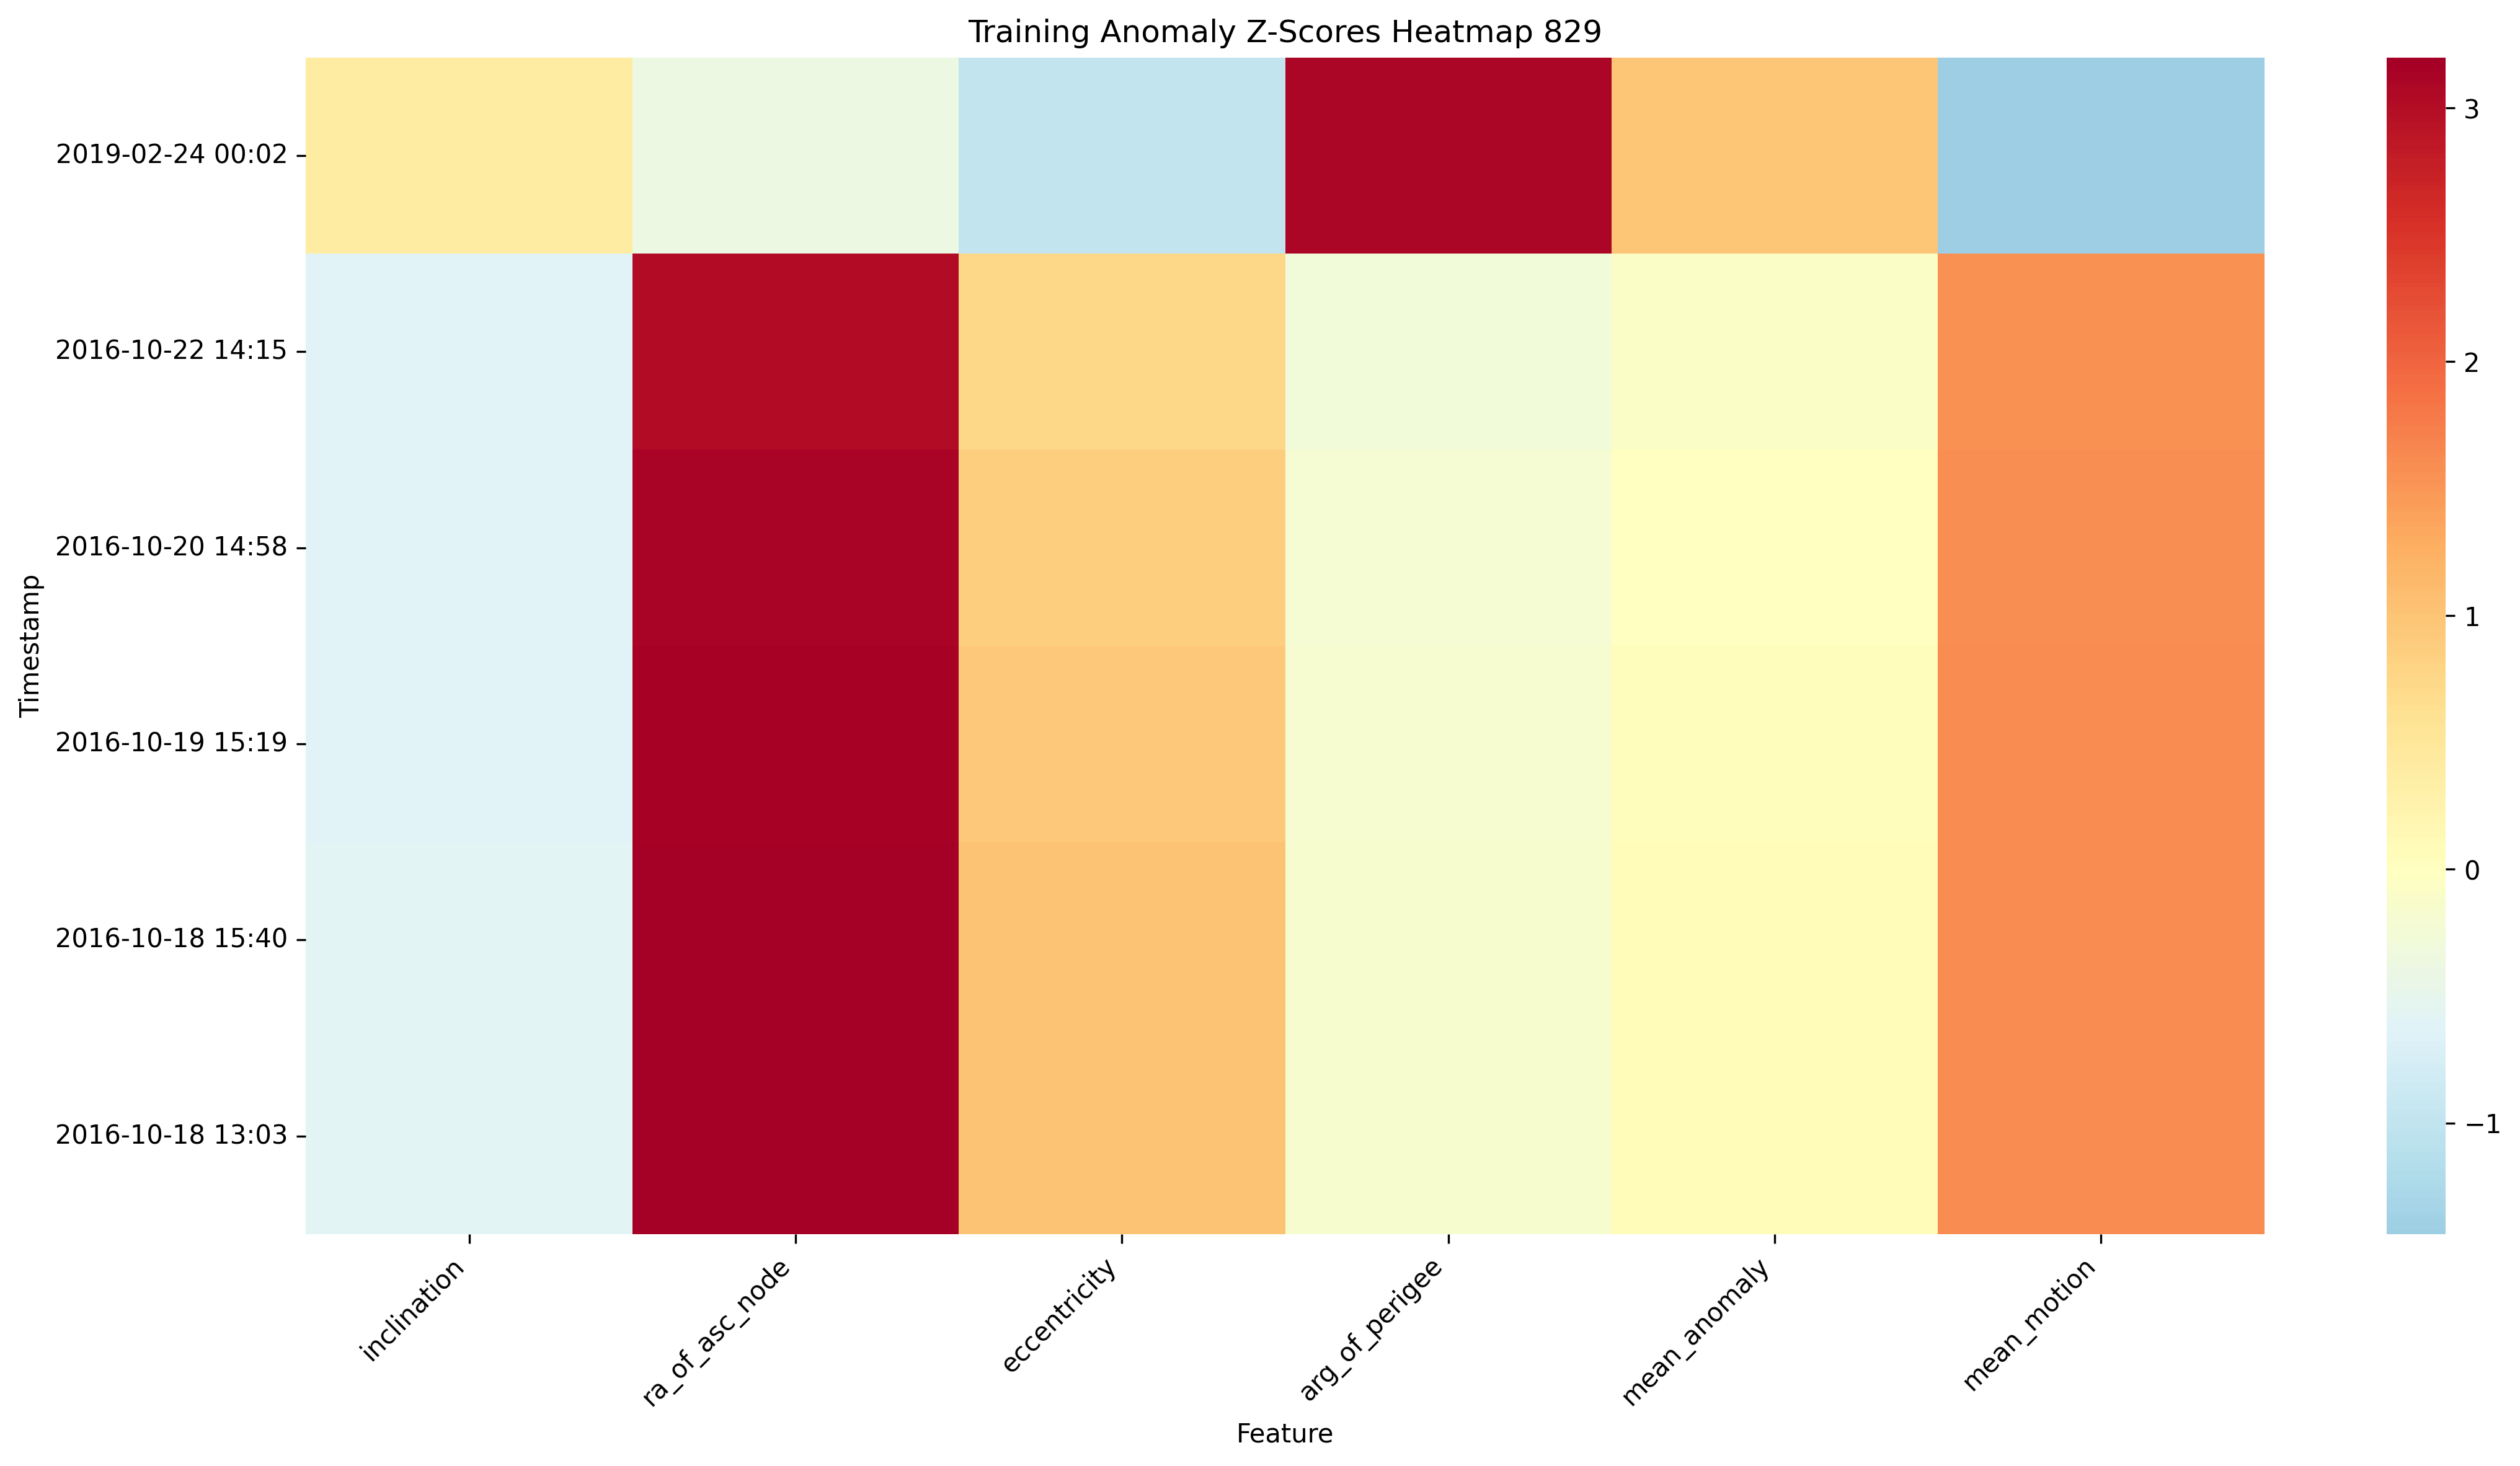 Training Anomaly Z-Scores Heatmap 829
Timestamp
2019-02-24 00:02
2016-10-22 14:15
2016-10-20 14:58
2016-10-19 15:19
2016-10-18 15:40
2016-10-18 13:03
inclination
ra_of_asc_node
eccentricity
arg_of_perigee
mean_anomaly
mean_motion
Feature
3
2
1
0
−1